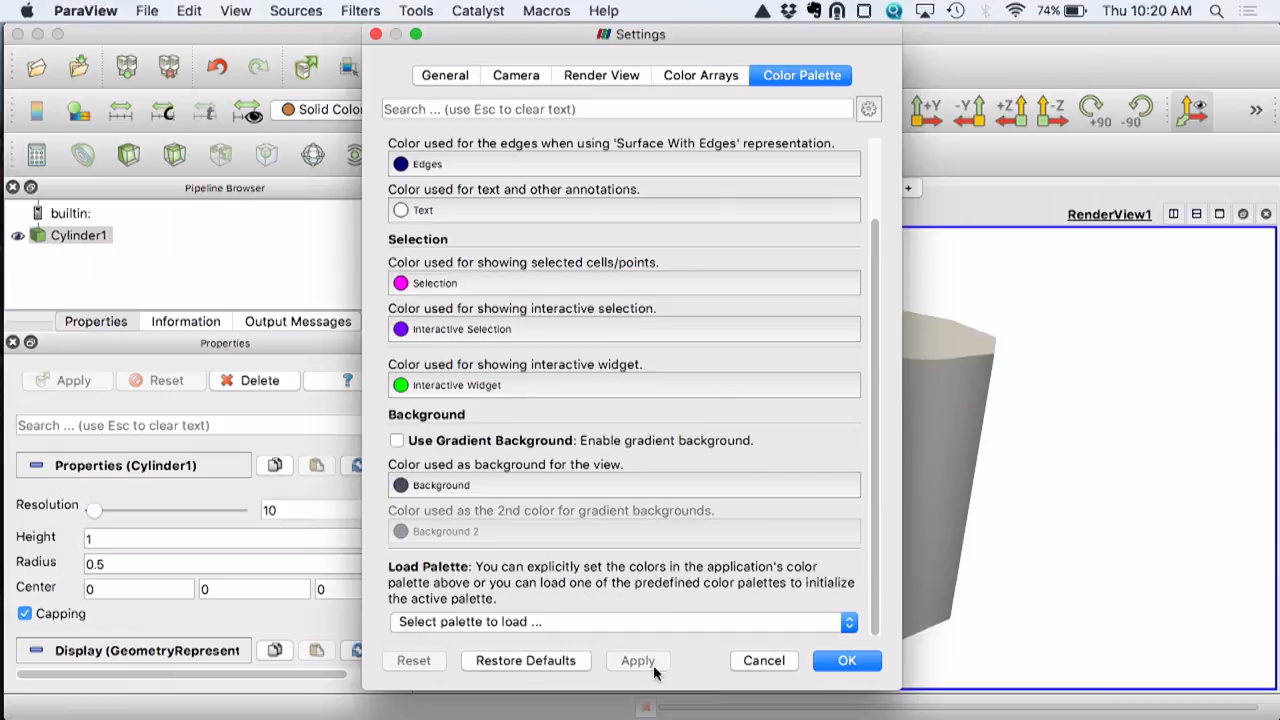 ParaView File Edit View Sources Filters Tools Catalyst Macros Help 74% Thu 10:20 AM
Settings
General Camera Render View Color Arrays Color Palette
Solid Color
+Y -Y +Z -Z +90 -90 »
Search ... (use Esc to clear text)
Pipeline Browser
builtin:
Cylinder1
Properties Information Output Messages
Properties
Apply Reset Delete ?
Search ... (use Esc to clear text)
Properties (Cylinder1)
Resolution 10
Height 1
Radius 0.5
Center 0 0 0
Capping
Display (GeometryRepresent
Color used for the edges when using 'Surface With Edges' representation.
Edges
Color used for text and other annotations.
Text
Selection
Color used for showing selected cells/points.
Selection
Color used for showing interactive selection.
Interactive Selection
Color used for showing interactive widget.
Interactive Widget
Background
Use Gradient Background: Enable gradient background.
Color used as background for the view.
Background
Color used as the 2nd color for gradient backgrounds.
Background 2
Load Palette: You can explicitly set the colors in the application's color
palette above or you can load one of the predefined color palettes to initialize
the active palette.
Select palette to load ...
Reset Restore Defaults Apply Cancel OK
+
RenderView1